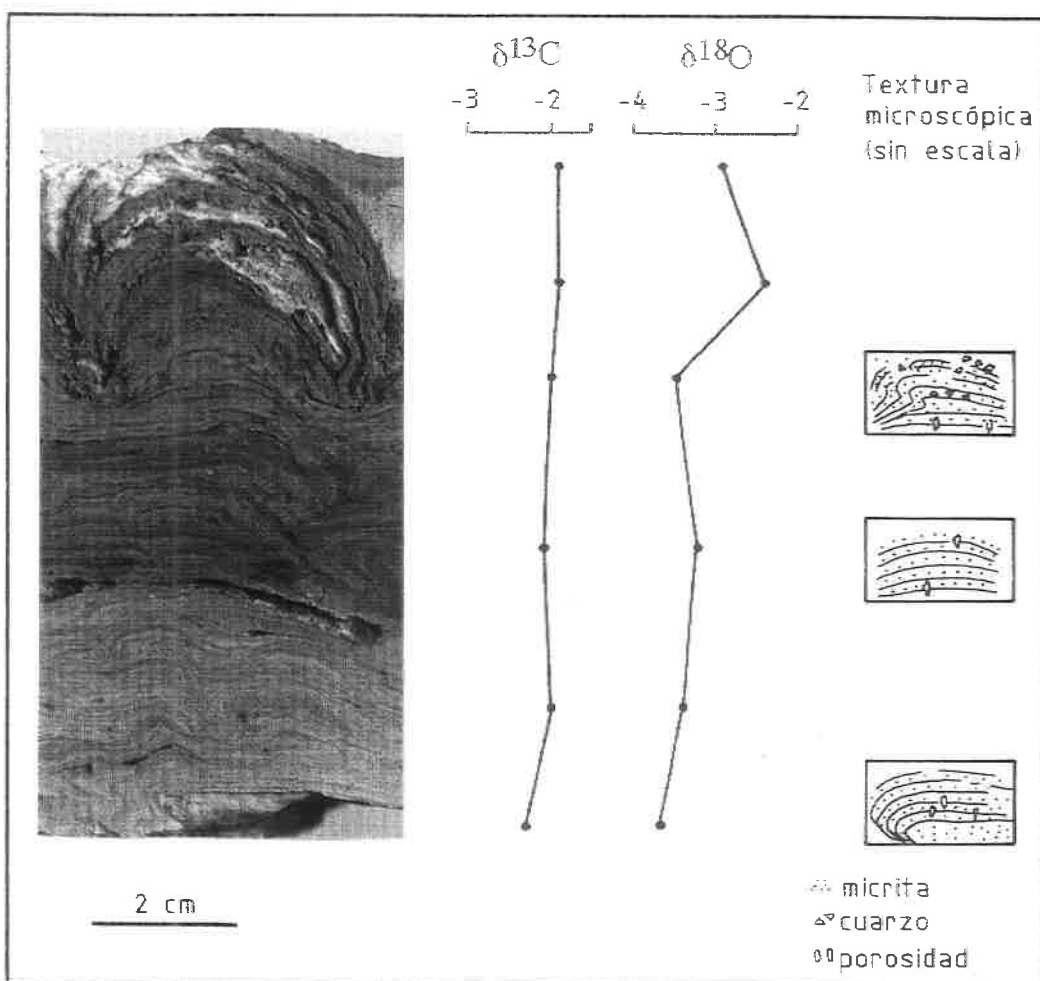 δ13C
δ18O
-3 -2
-4 -3 -2
Textura
microscópica
(sin escala)
2 cm
micrita
cuarzo
porosidad